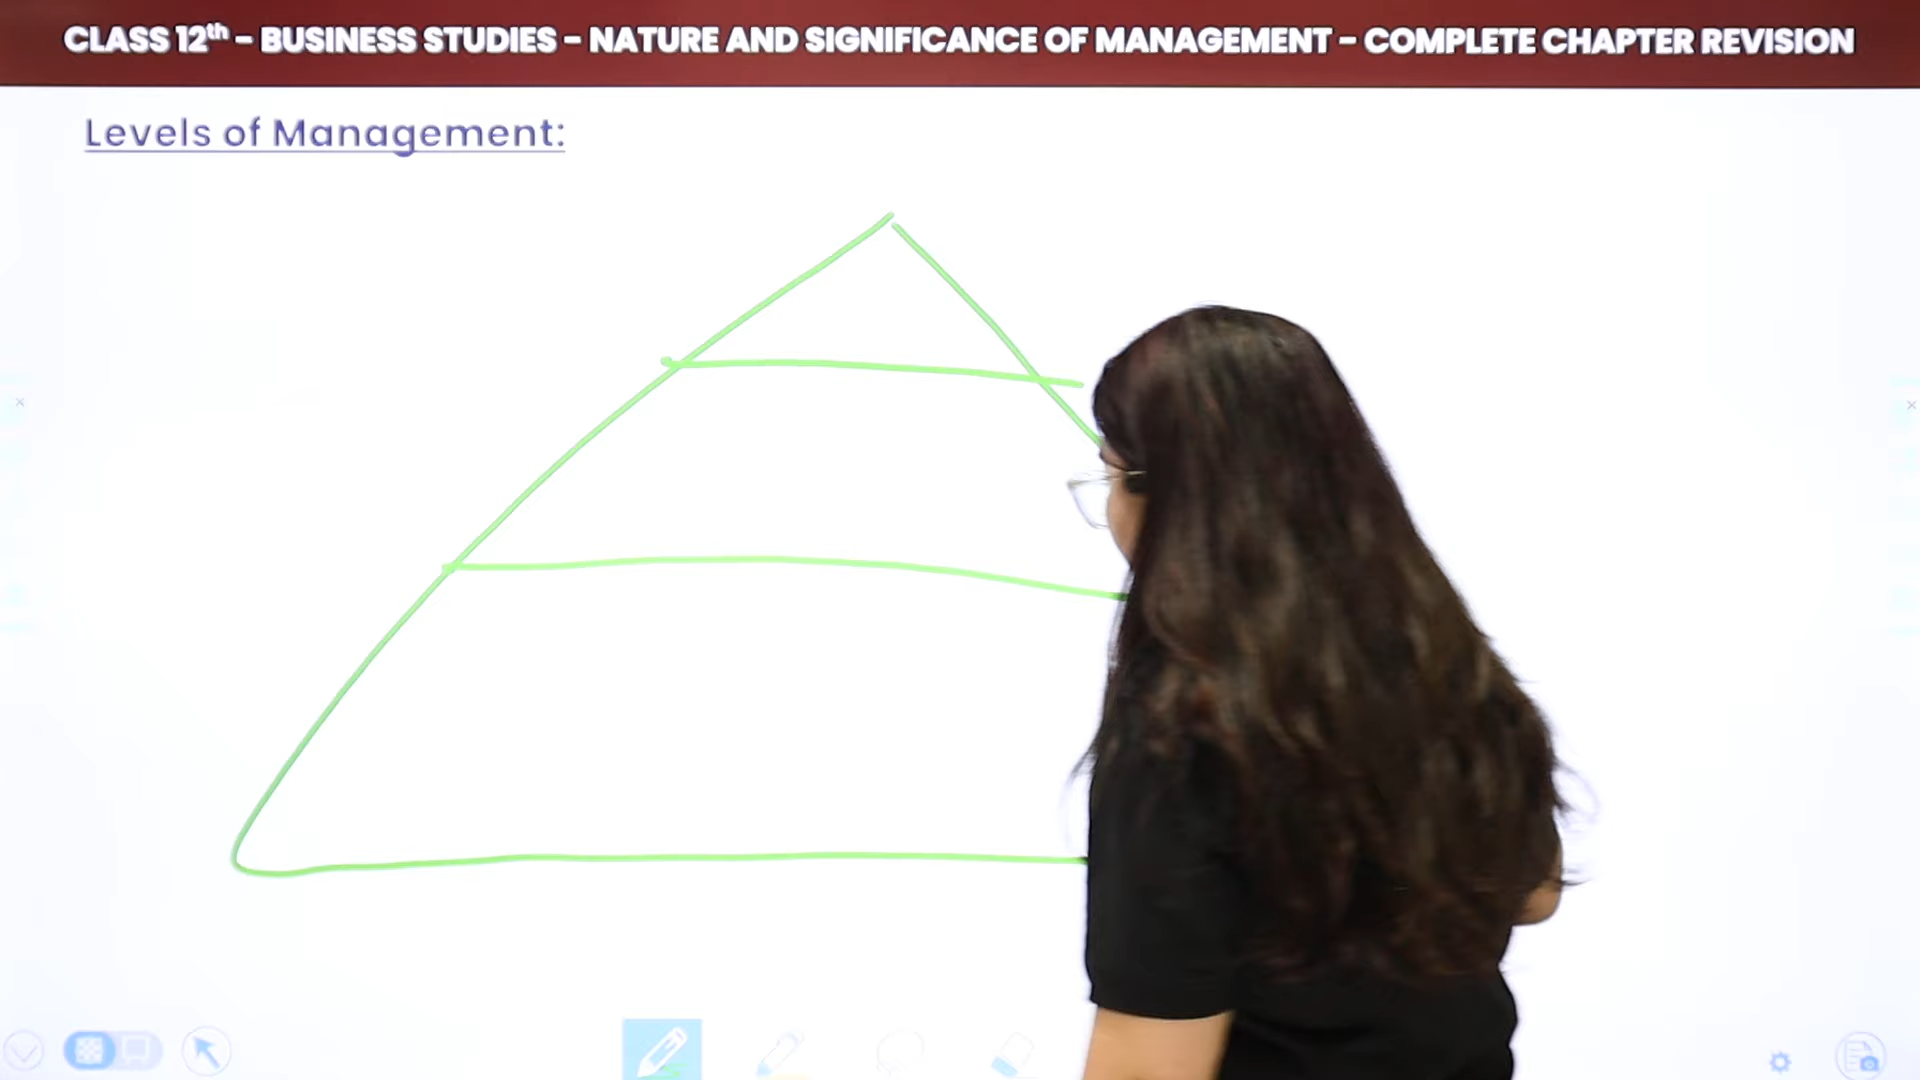 CLASS 12th - BUSINESS STUDIES - NATURE AND SIGNIFICANCE OF MANAGEMENT - COMPLETE CHAPTER REVISION
Levels of Management: